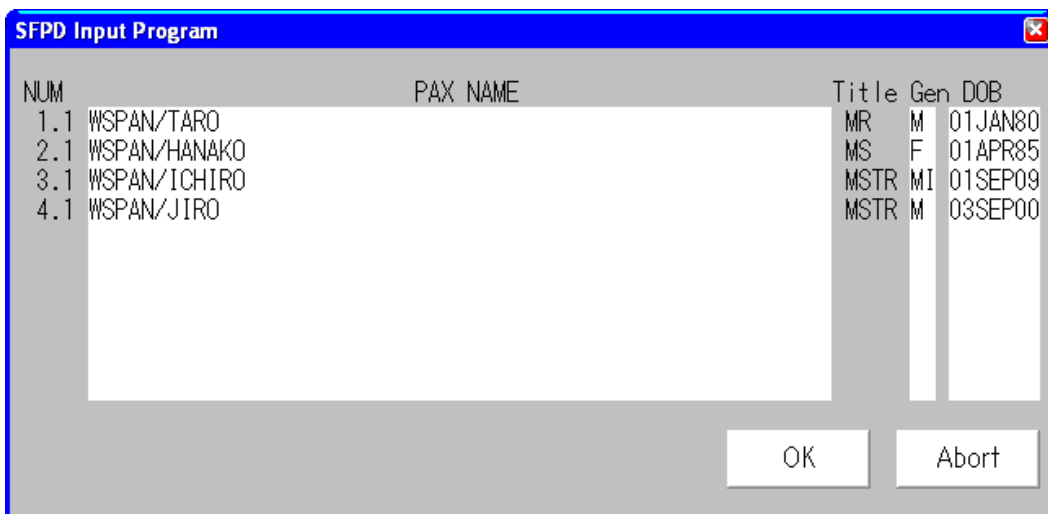 SFPD Input Program
NUM PAX NAME Title Gen DOB
1.1 WSPAN/TARO MR M 01JAN80
2.1 WSPAN/HANAKO MS F 01APR85
3.1 WSPAN/ICHIRO MSTR MI 01SEP09
4.1 WSPAN/JIRO MSTR M 03SEP00
OK Abort